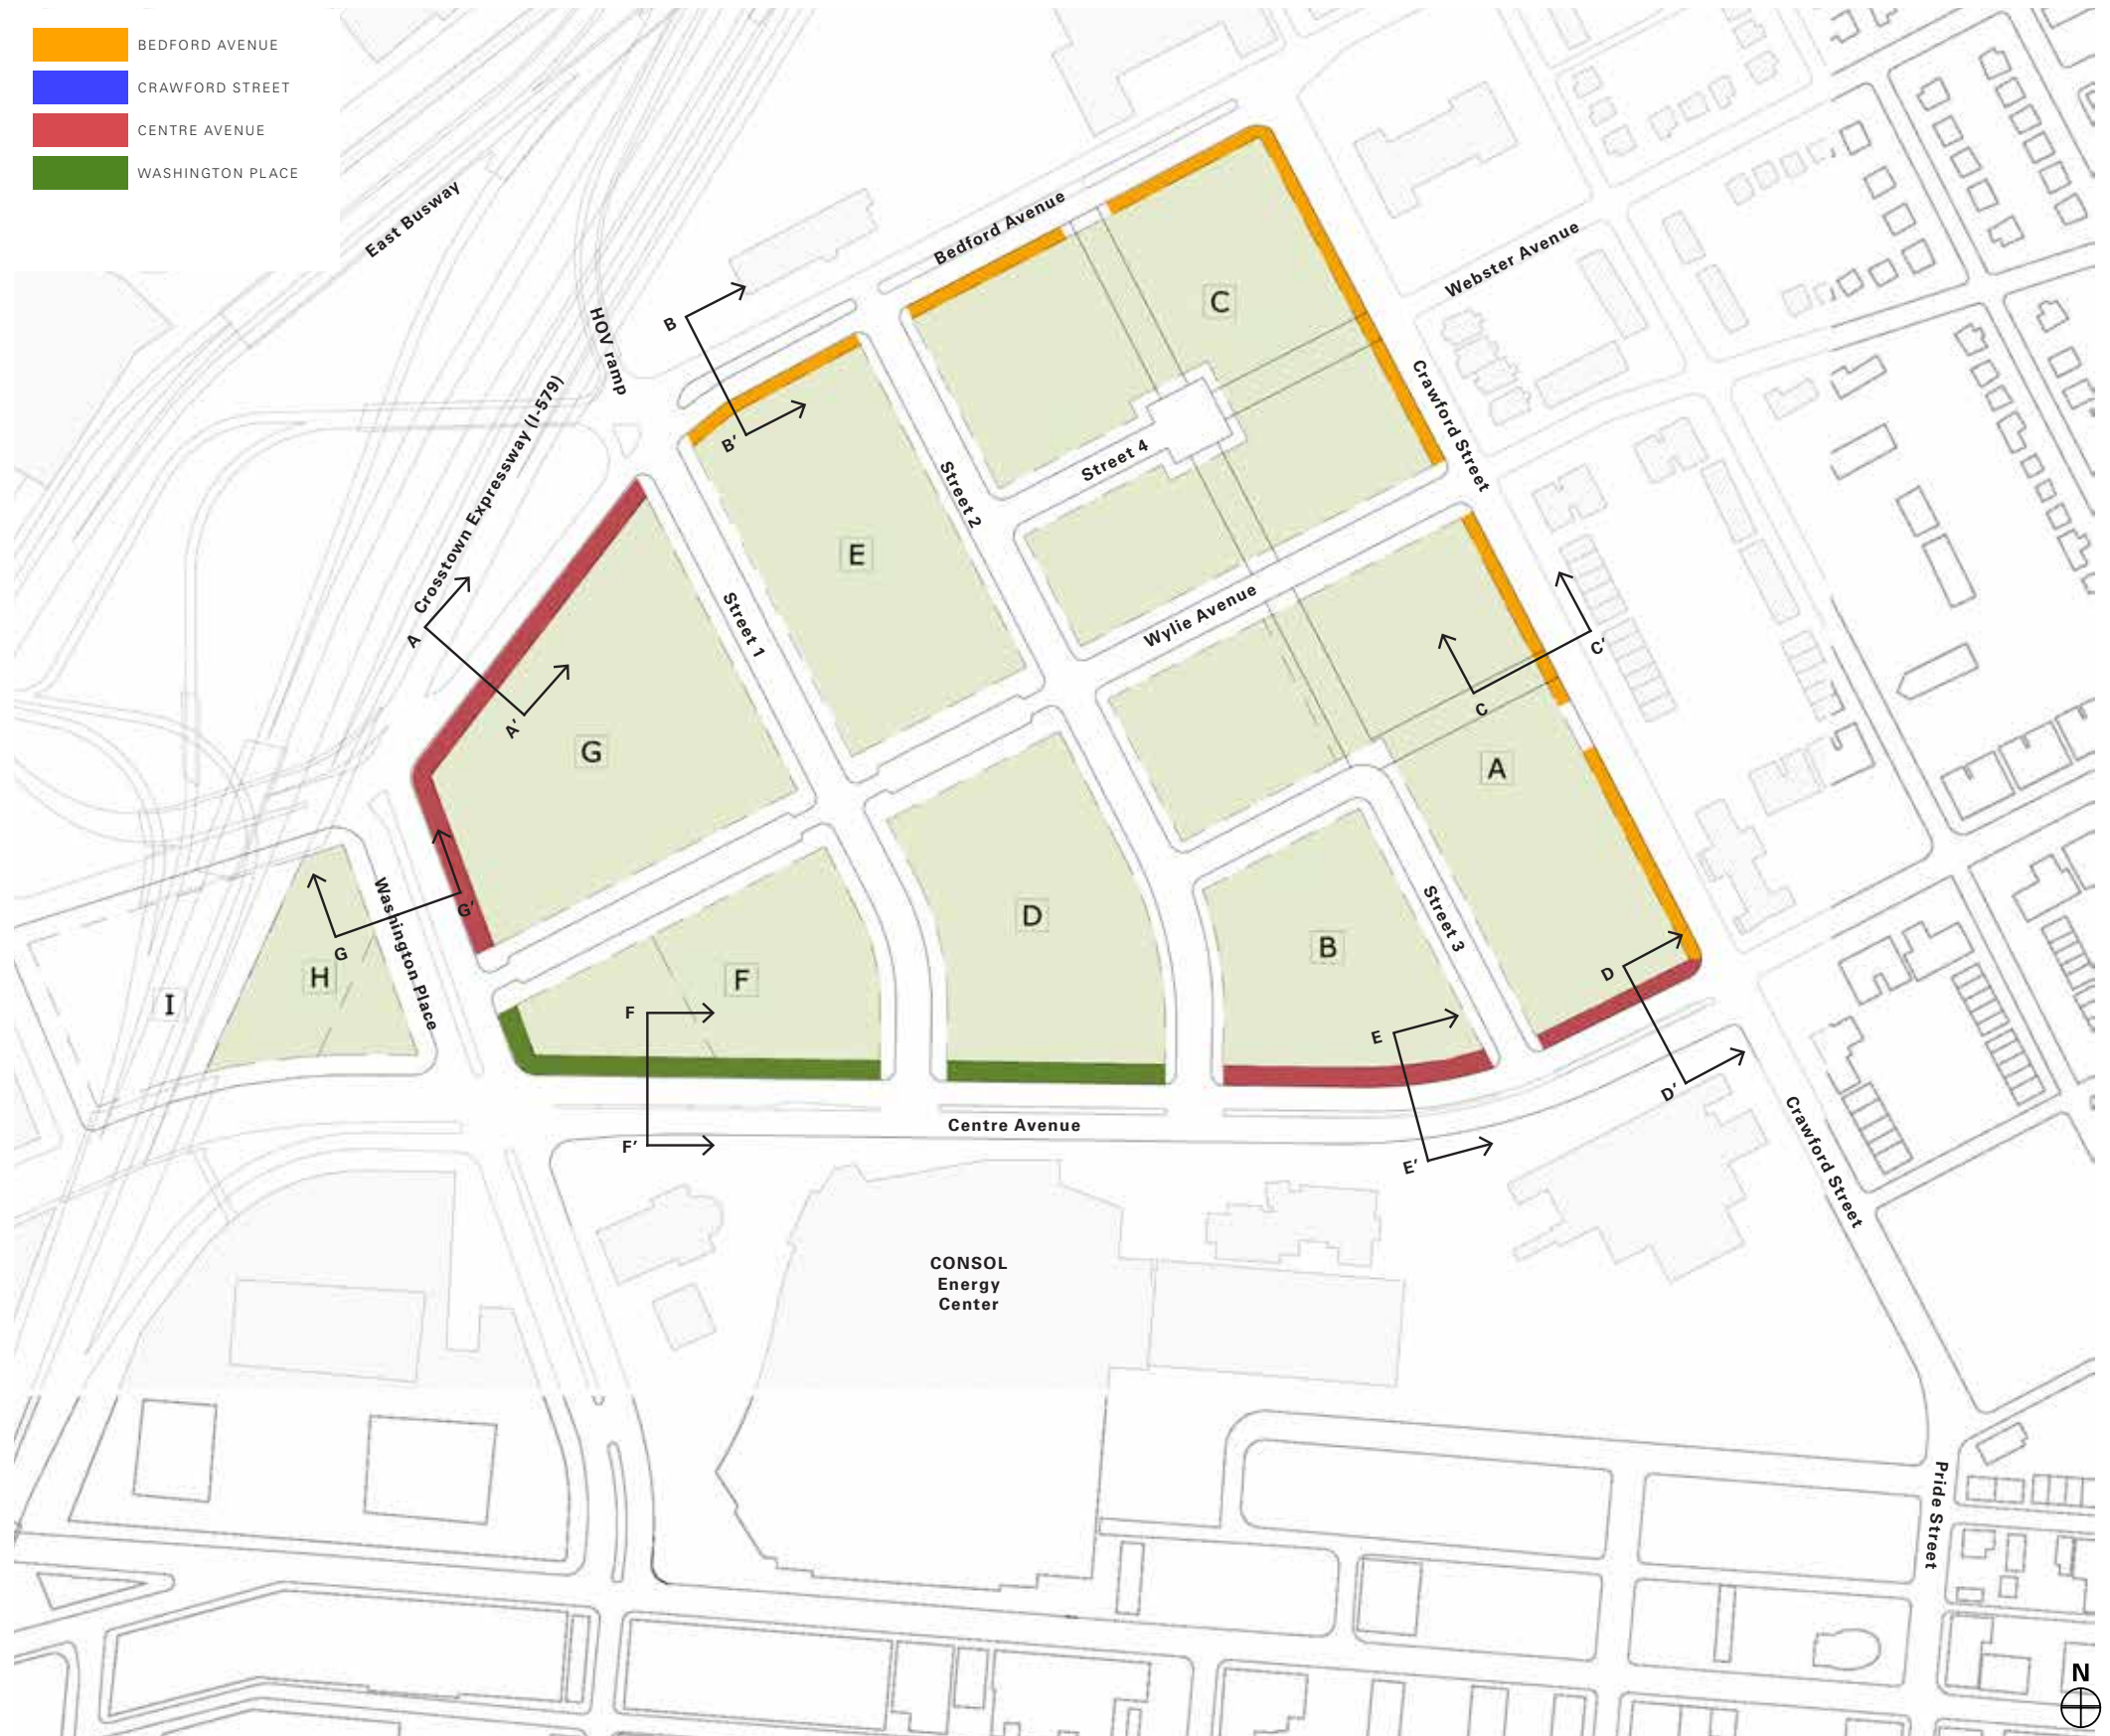 BEDFORD AVENUE
CRAWFORD STREET
CENTRE AVENUE
WASHINGTON PLACE
East Busway
HOV ramp
Crosstown Expressway (I-579)
Bedford Avenue
Webster Avenue
Crawford Street
B
B'
C
Street 4
Street 2
E
Street 1
Wylie Avenue
A
A'
G
C'
C
A
Street 3
D
B
F
H
I
G'
G
Washington Place
F
F'
E
E'
D
D'
Centre Avenue
Crawford Street
CONSOL
Energy
Center
Pride Street
N